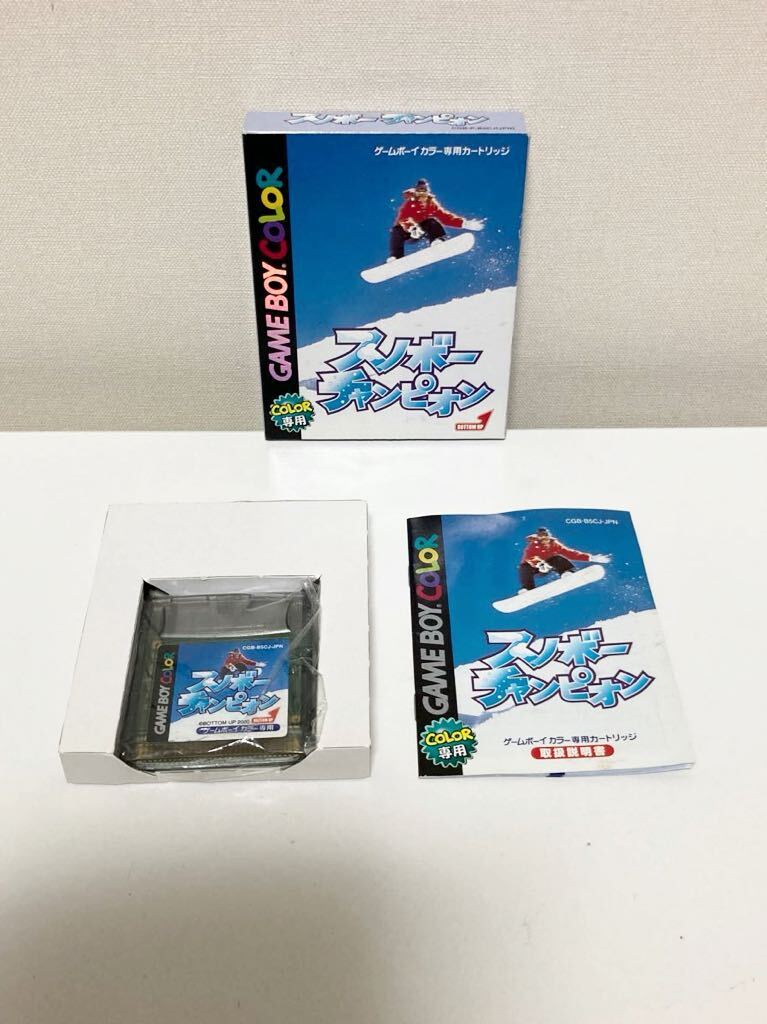 スノボーチャンピオン
ゲームボーイカラー専用カートリッジ
GAME BOY COLOR
スノボー
チャンピオン
COLOR
専用
BOTTOM UP
CGB-B5CJ-JPN
GAME BOY COLOR
スノボー
チャンピオン
©BOTTOM UP 2000
BOTTOM UP
ゲームボーイカラー専用
CGB-B5CJ-JPN
GAME BOY COLOR
スノボー
チャンピオン
COLOR
専用
ゲームボーイカラー専用カートリッジ
取扱説明書